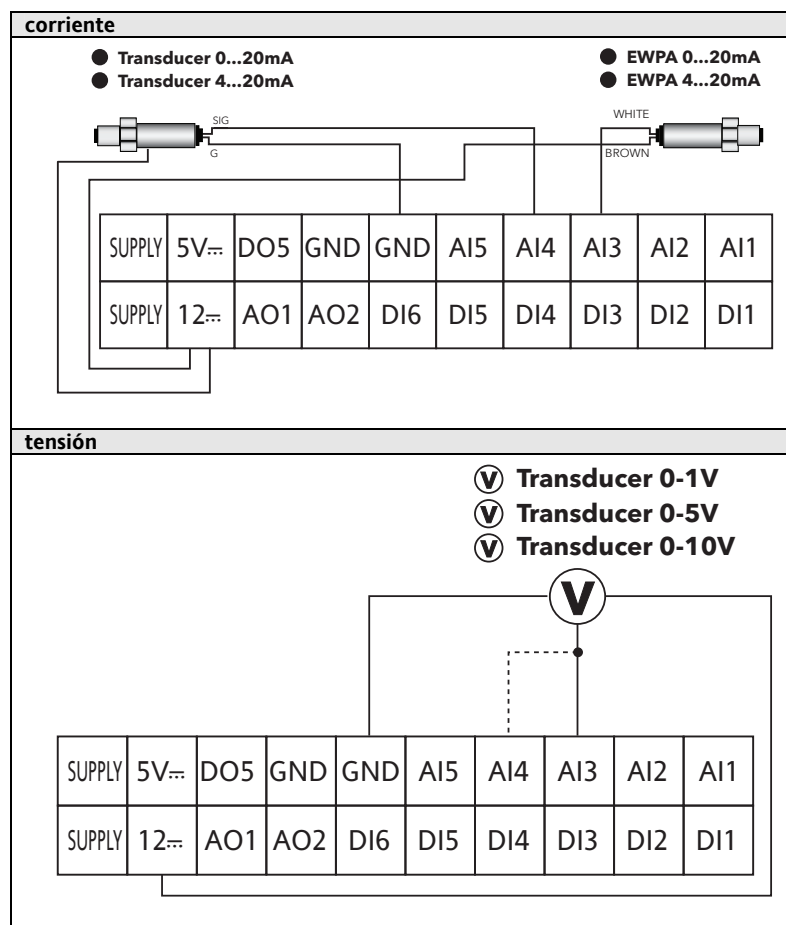 corriente
● Transducer 0...20mA
● Transducer 4...20mA
● EWPA 0...20mA
● EWPA 4...20mA
SIG
G
WHITE
BROWN
SUPPLY 5V⎓ DO5 GND GND AI5 AI4 AI3 AI2 AI1
SUPPLY 12⎓ AO1 AO2 DI6 DI5 DI4 DI3 DI2 DI1
tensión
V Transducer 0-1V
V Transducer 0-5V
V Transducer 0-10V
V
SUPPLY 5V⎓ DO5 GND GND AI5 AI4 AI3 AI2 AI1
SUPPLY 12⎓ AO1 AO2 DI6 DI5 DI4 DI3 DI2 DI1